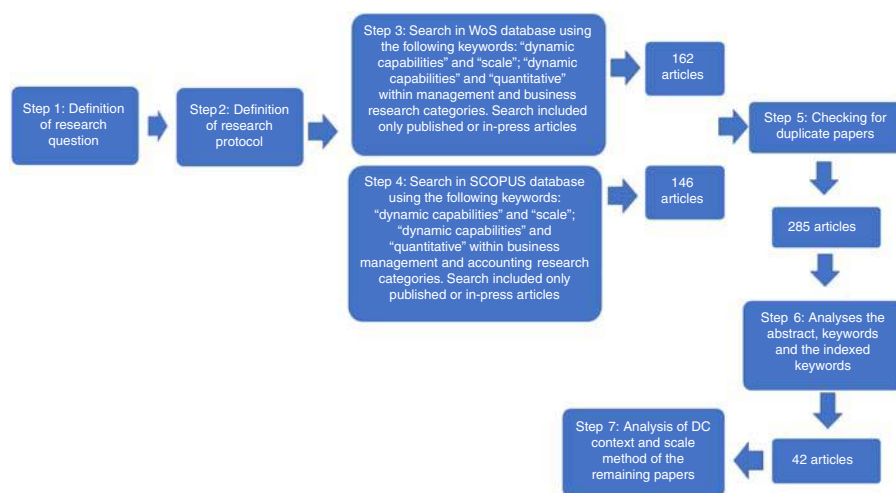 Step 1: Definition
of research
question
Step 2: Definition
of research
protocol
Step 3: Search in WoS database using
the following keywords: “dynamic
capabilities” and “scale”; “dynamic
capabilities” and “quantitative”
within management and business
research categories. Search included
only published or in-press articles
162
articles
Step 4: Search in SCOPUS database
using the following keywords:
“dynamic capabilities” and “scale”;
“dynamic capabilities” and
“quantitative” within business
management and accounting research
categories. Search included only
published or in-press articles
146
articles
Step 5: Checking for
duplicate papers
285 articles
Step 6: Analyses the
abstract, keywords
and the indexed
keywords
42 articles
Step 7: Analysis of DC
context and scale
method of the
remaining papers